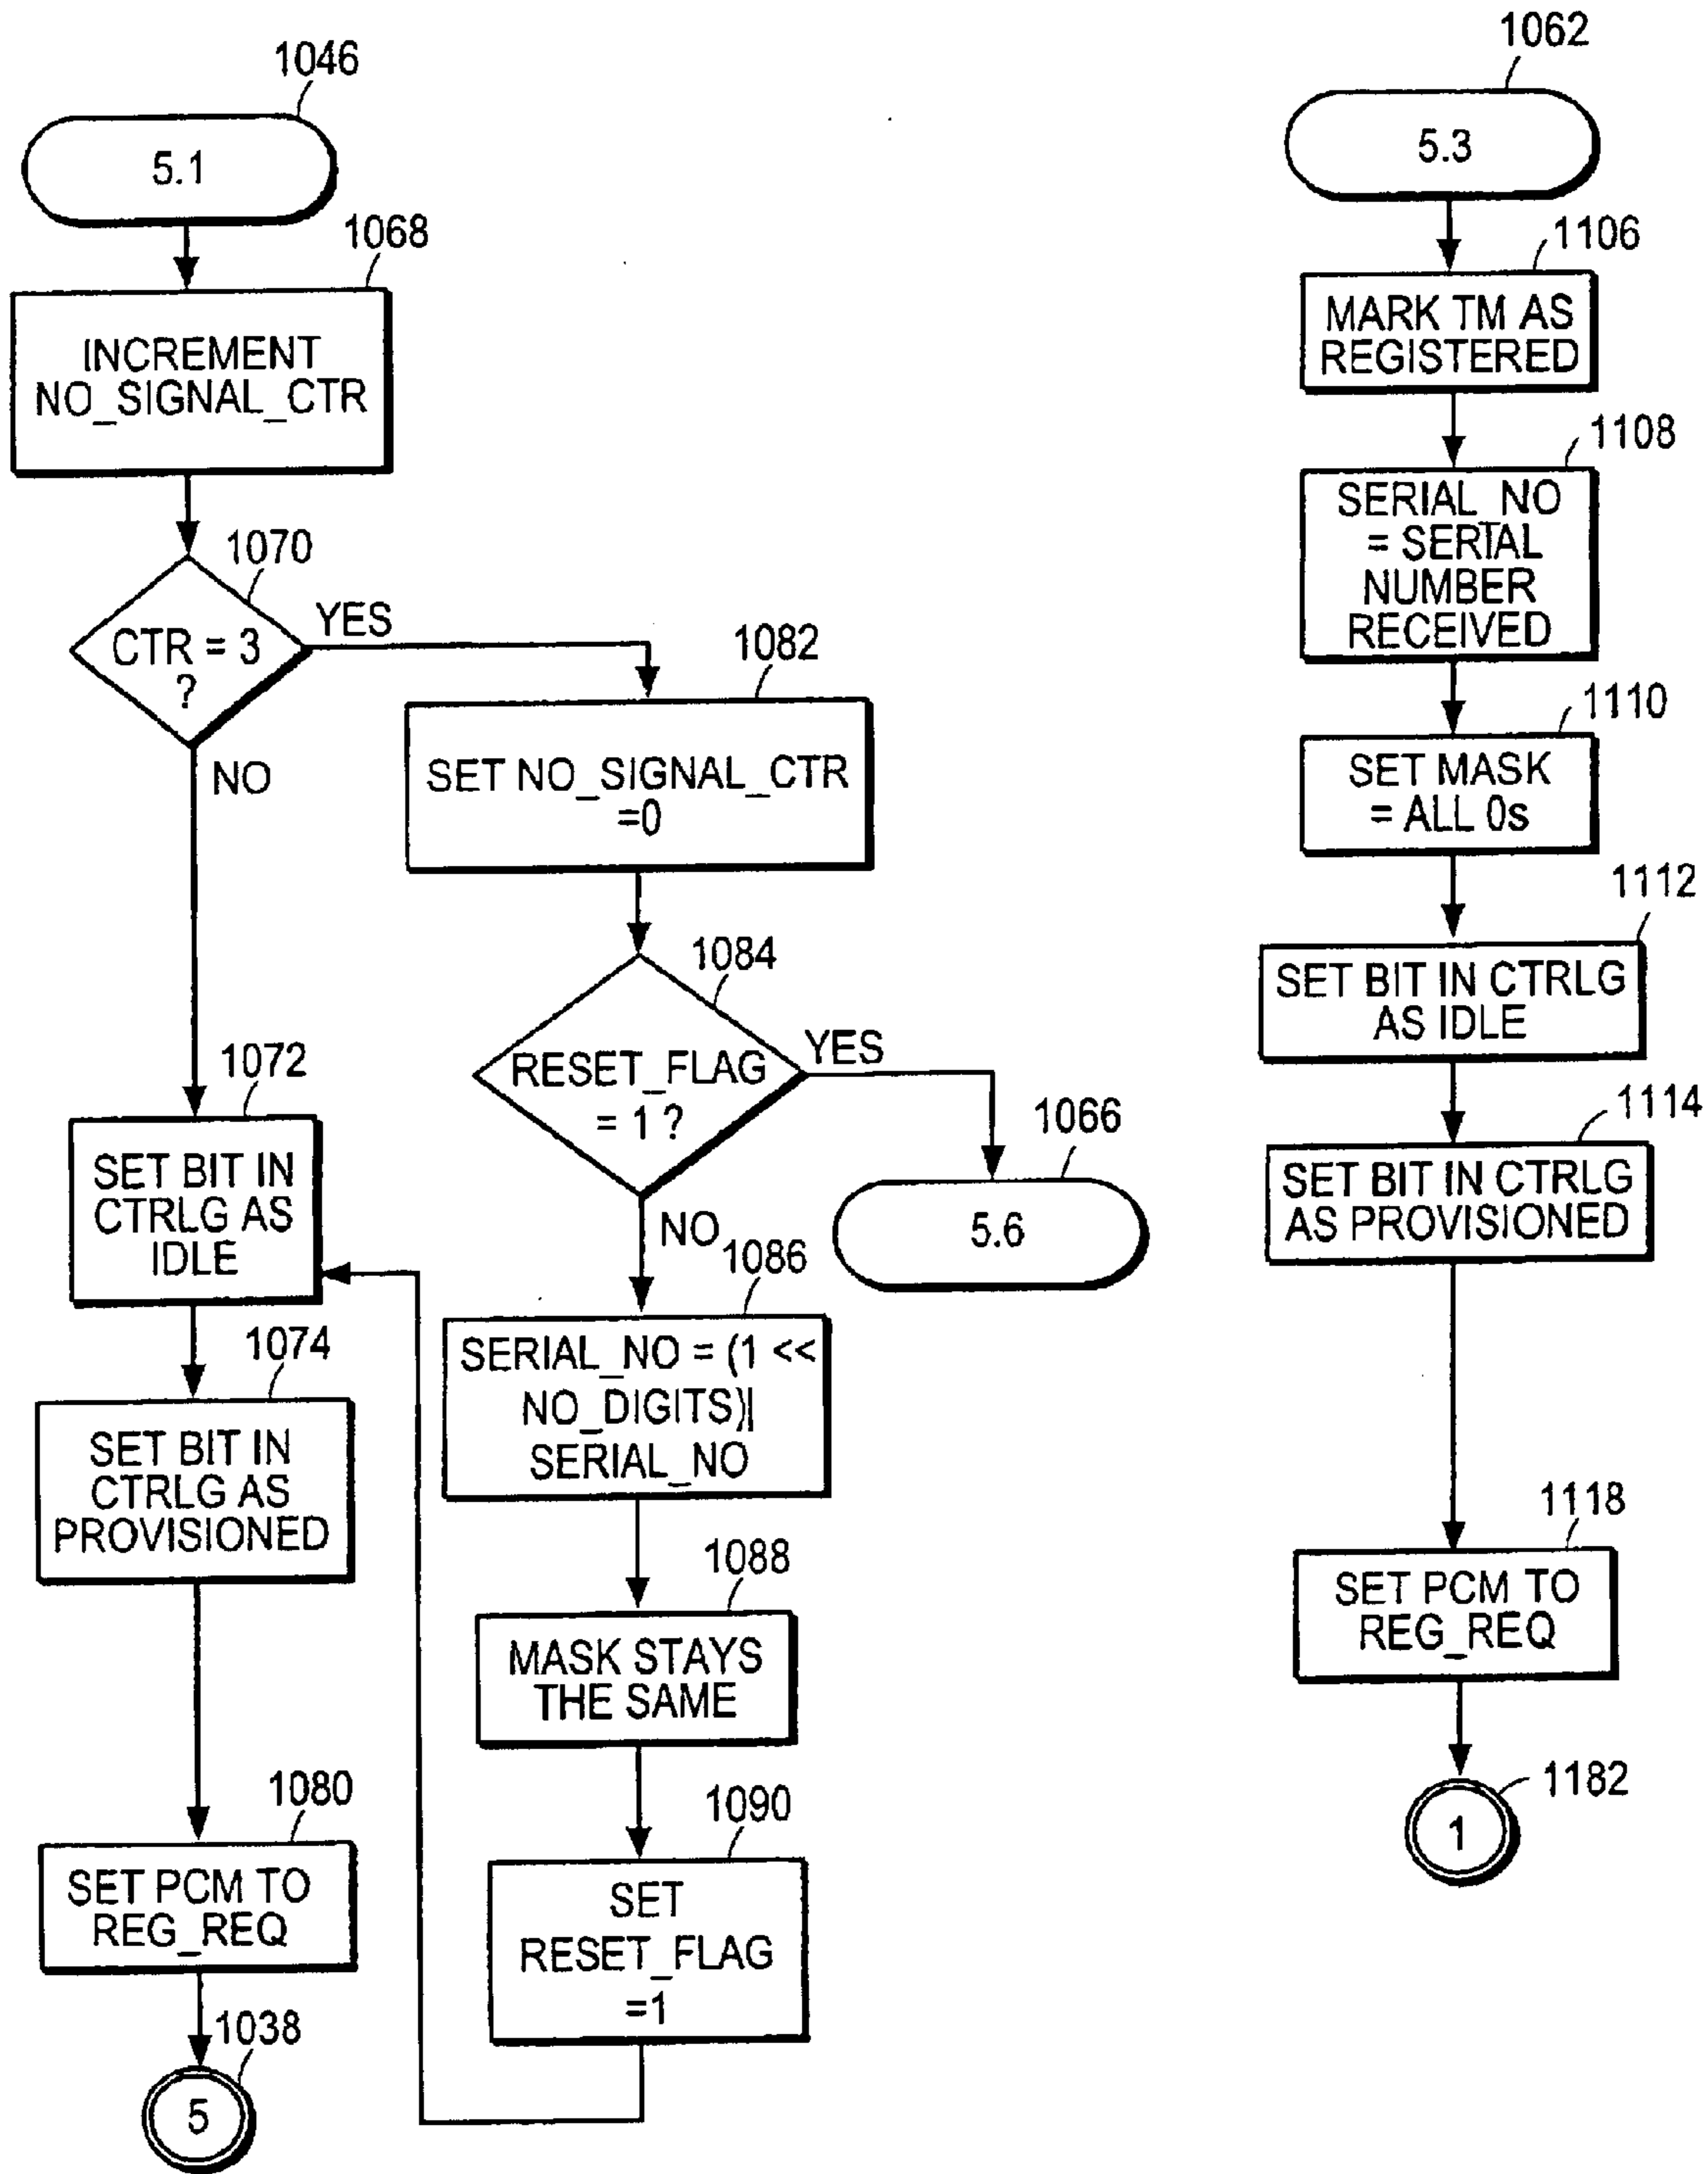 1046
5.1
1068
INCREMENT
NO_SIGNAL_CTR
1070
CTR = 3
?
YES
NO
1082
SET NO_SIGNAL_CTR
=0
1084
RESET_FLAG
= 1 ?
YES
NO
1066
5.6
1072
SET BIT IN
CTRLG AS
IDLE
1074
SET BIT IN
CTRLG AS
PROVISIONED
1080
SET PCM TO
REG_REQ
1038
5
1086
SERIAL_NO = (1 <<
NO_DIGITS)|
SERIAL_NO
1088
MASK STAYS
THE SAME
1090
SET
RESET_FLAG
=1
1062
5.3
1106
MARK TM AS
REGISTERED
1108
SERIAL_NO
= SERIAL
NUMBER
RECEIVED
1110
SET MASK
= ALL 0s
1112
SET BIT IN CTRLG
AS IDLE
1114
SET BIT IN CTRLG
AS PROVISIONED
1118
SET PCM TO
REG_REQ
1182
1